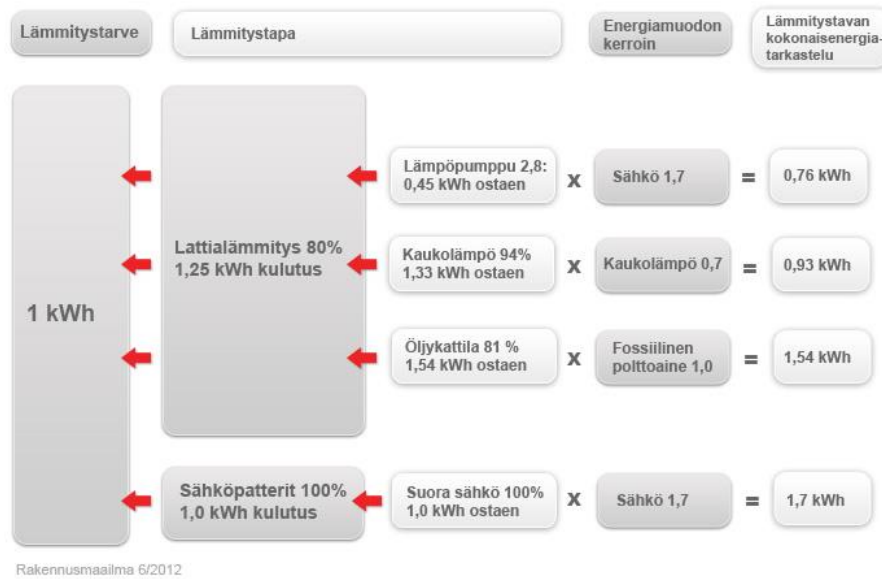 Lämmitystarve
Lämmitystapa
Energiamuodon
kerroin
Lämmitystavan
kokonaisenergia-
tarkastelu
1 kWh
Lattialämmitys 80%
1,25 kWh kulutus
Lämpöpumppu 2,8:
0,45 kWh ostaen
x
Sähkö 1,7
=
0,76 kWh
Kaukolämpö 94%
1,33 kWh ostaen
x
Kaukolämpö 0,7
=
0,93 kWh
Öljykattila 81 %
1,54 kWh ostaen
x
Fossiilinen
polttoaine 1,0
=
1,54 kWh
Sähköpatterit 100%
1,0 kWh kulutus
Suora sähkö 100%
1,0 kWh ostaen
x
Sähkö 1,7
=
1,7 kWh
Rakennusmaailma 6/2012